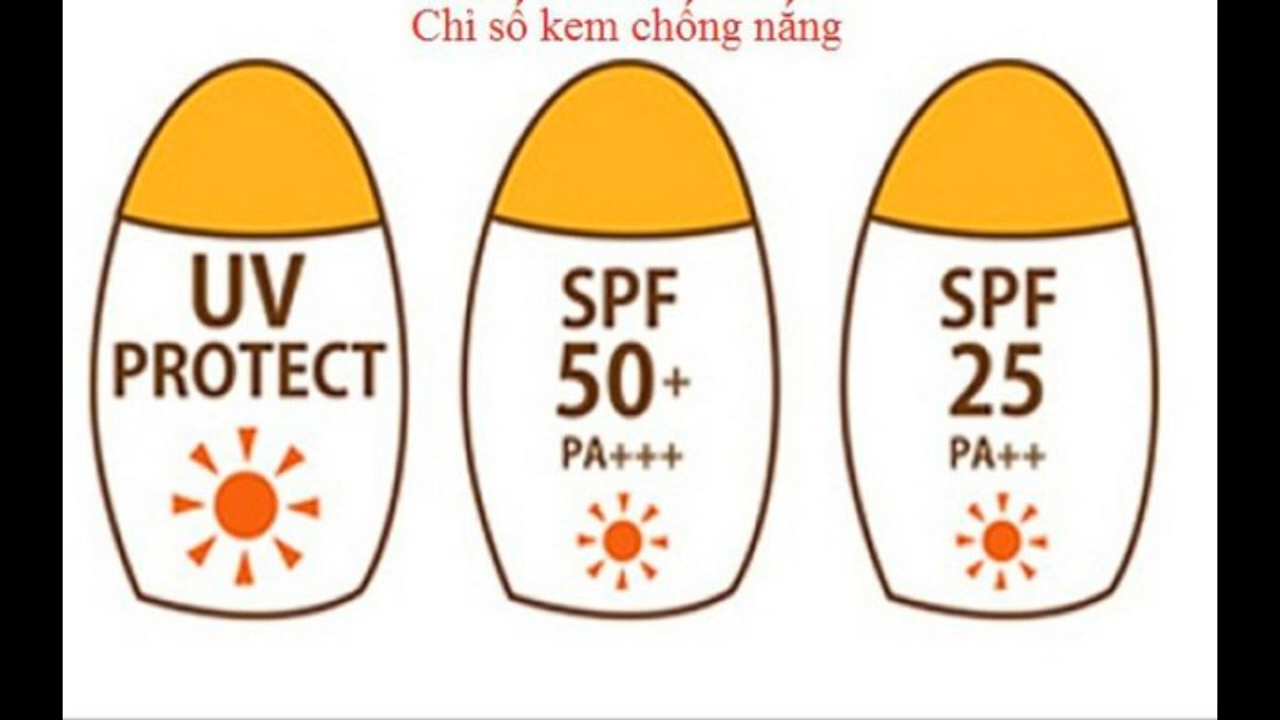 Chỉ số kem chống nắng
UV
PROTECT
SPF
50+
PA+++
SPF
25
PA++